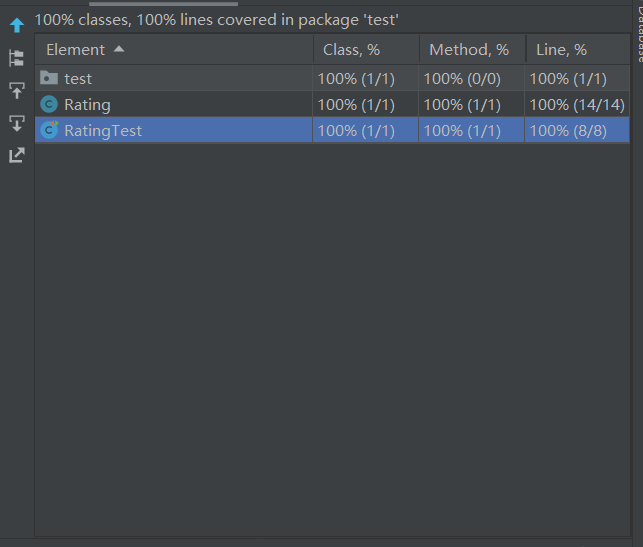 100% classes, 100% lines covered in package 'test'
Element Class, % Method, % Line, %
test 100% (1/1) 100% (0/0) 100% (1/1)
Rating 100% (1/1) 100% (1/1) 100% (14/14)
RatingTest 100% (1/1) 100% (1/1) 100% (8/8)
Database